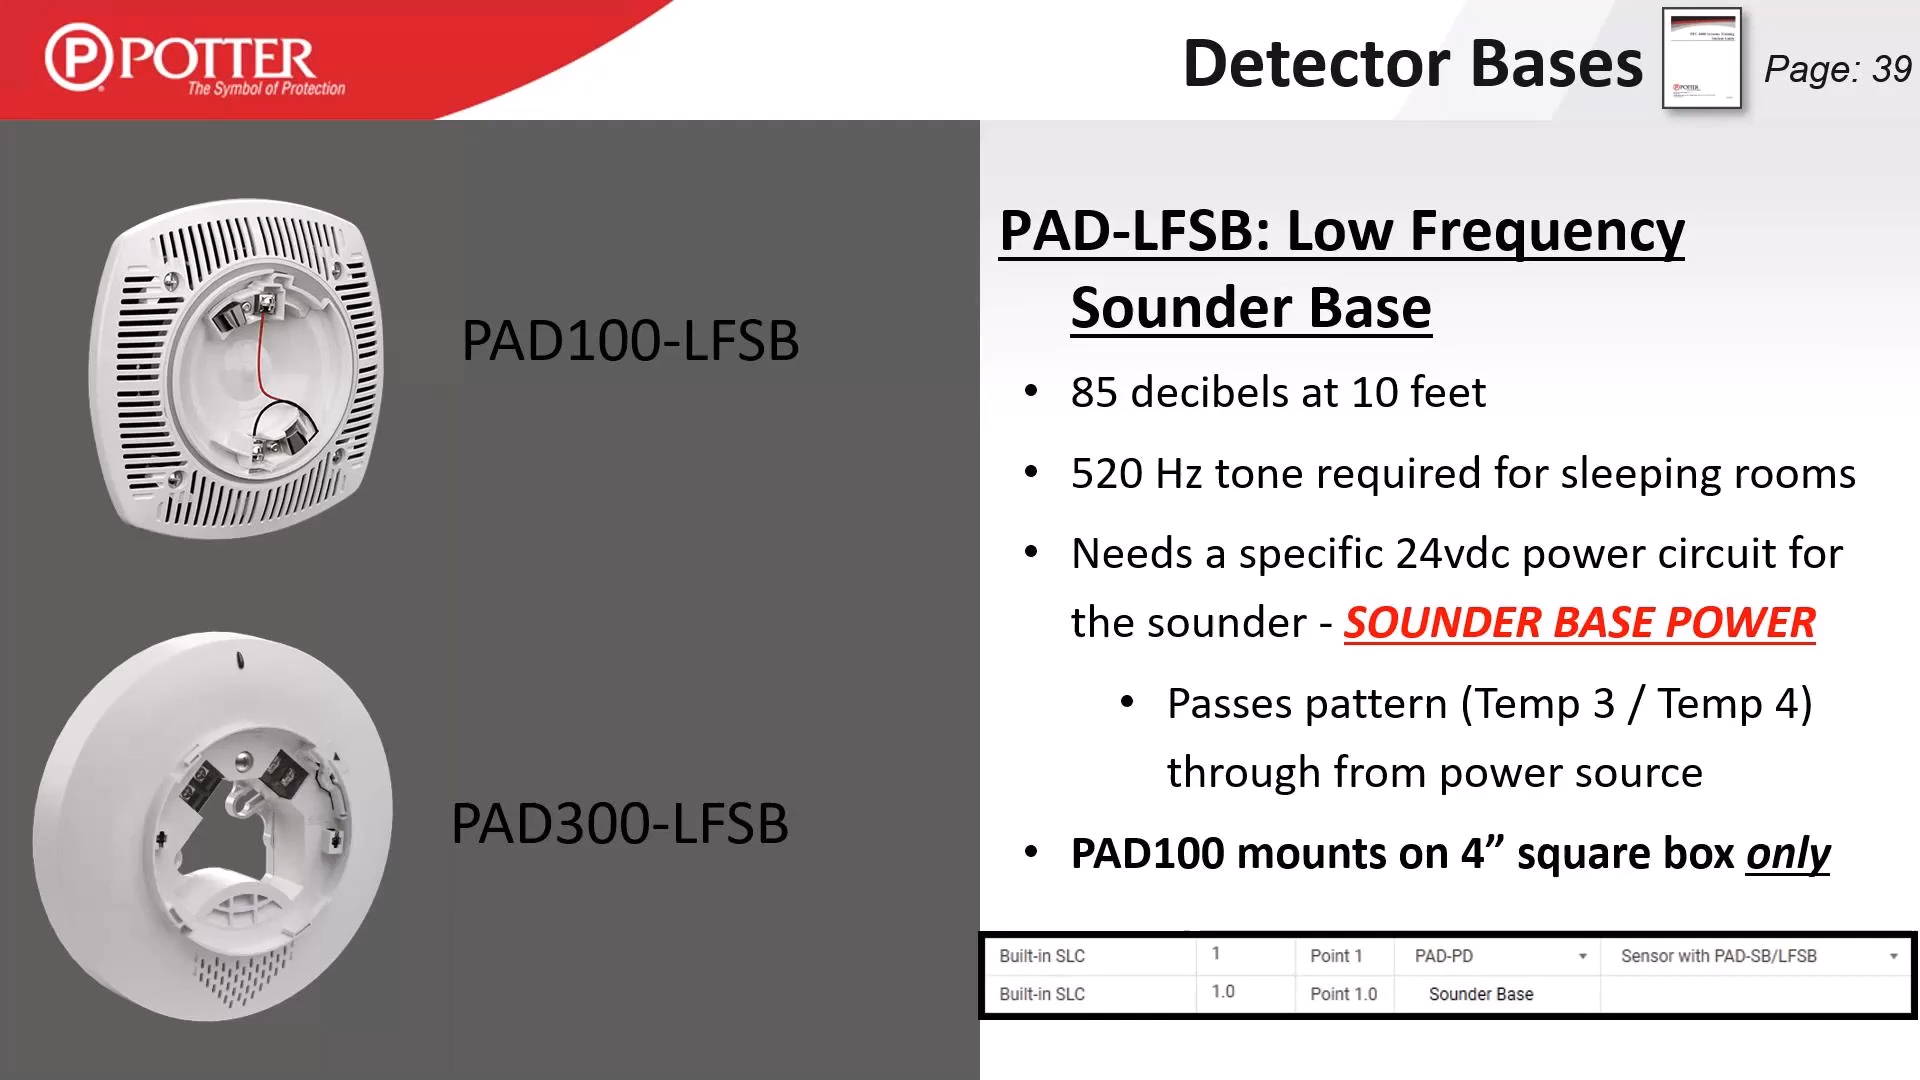 P POTTER
The Symbol of Protection
Detector Bases
POTTER
Page: 39
PAD100-LFSB
PAD300-LFSB
PAD-LFSB: Low Frequency
Sounder Base
• 85 decibels at 10 feet
• 520 Hz tone required for sleeping rooms
• Needs a specific 24vdc power circuit for
the sounder - SOUNDER BASE POWER
• Passes pattern (Temp 3 / Temp 4)
through from power source
• PAD100 mounts on 4” square box only
Built-in SLC 1 Point 1 PAD-PD Sensor with PAD-SB/LFSB
Built-in SLC 1.0 Point 1.0 Sounder Base